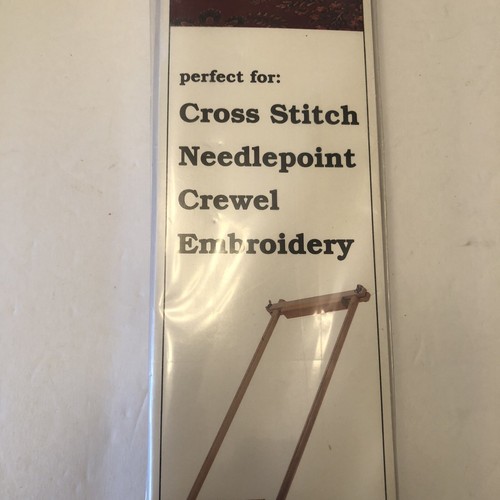 perfect for:
Cross Stitch
Needlepoint
Crewel
Embroidery